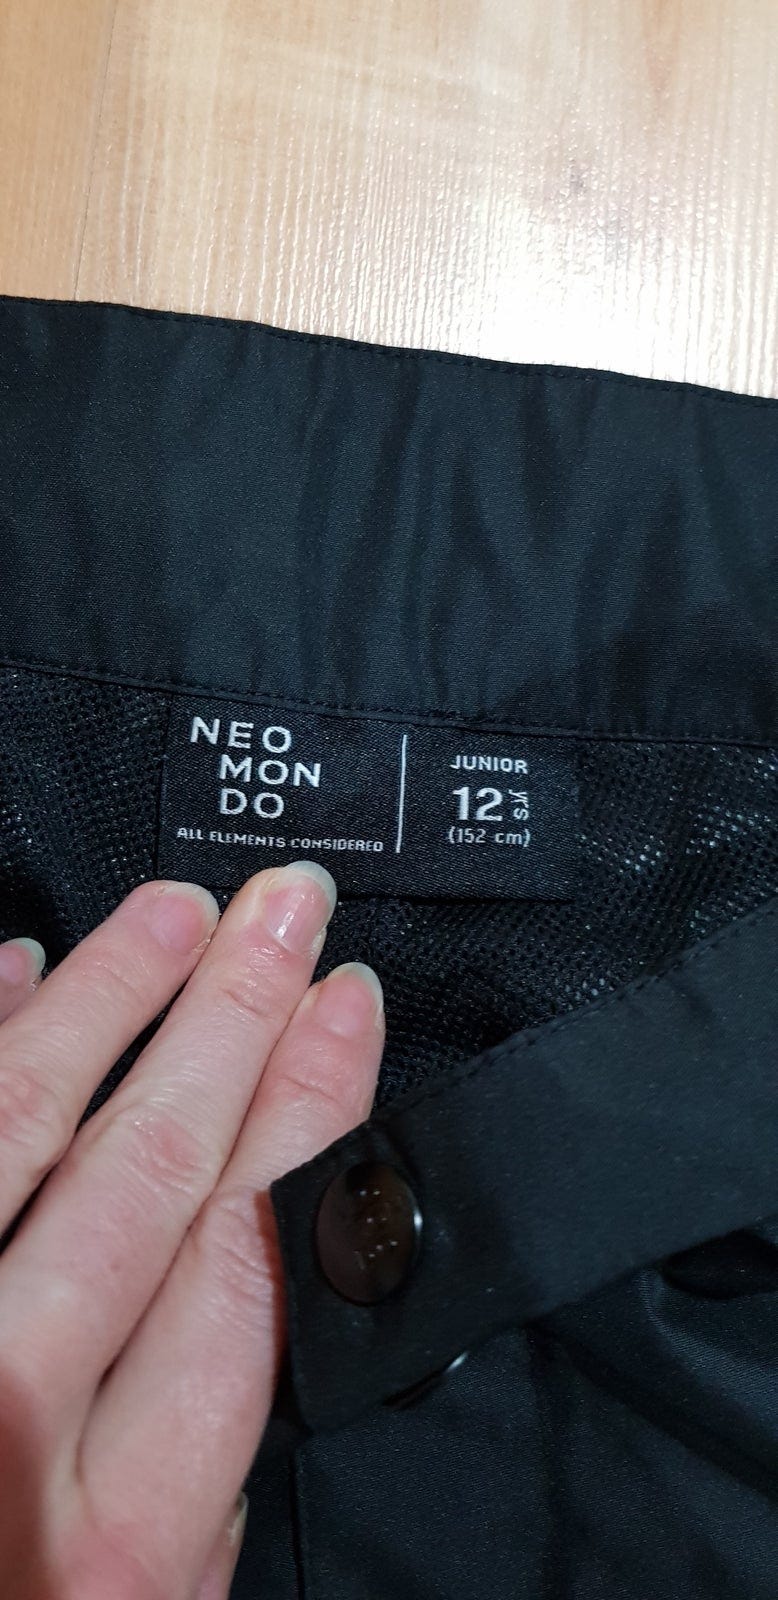 NEO
MON
DO
ALL ELEMENTS CONSIDERED
JUNIOR
12 yrs
(152 cm)